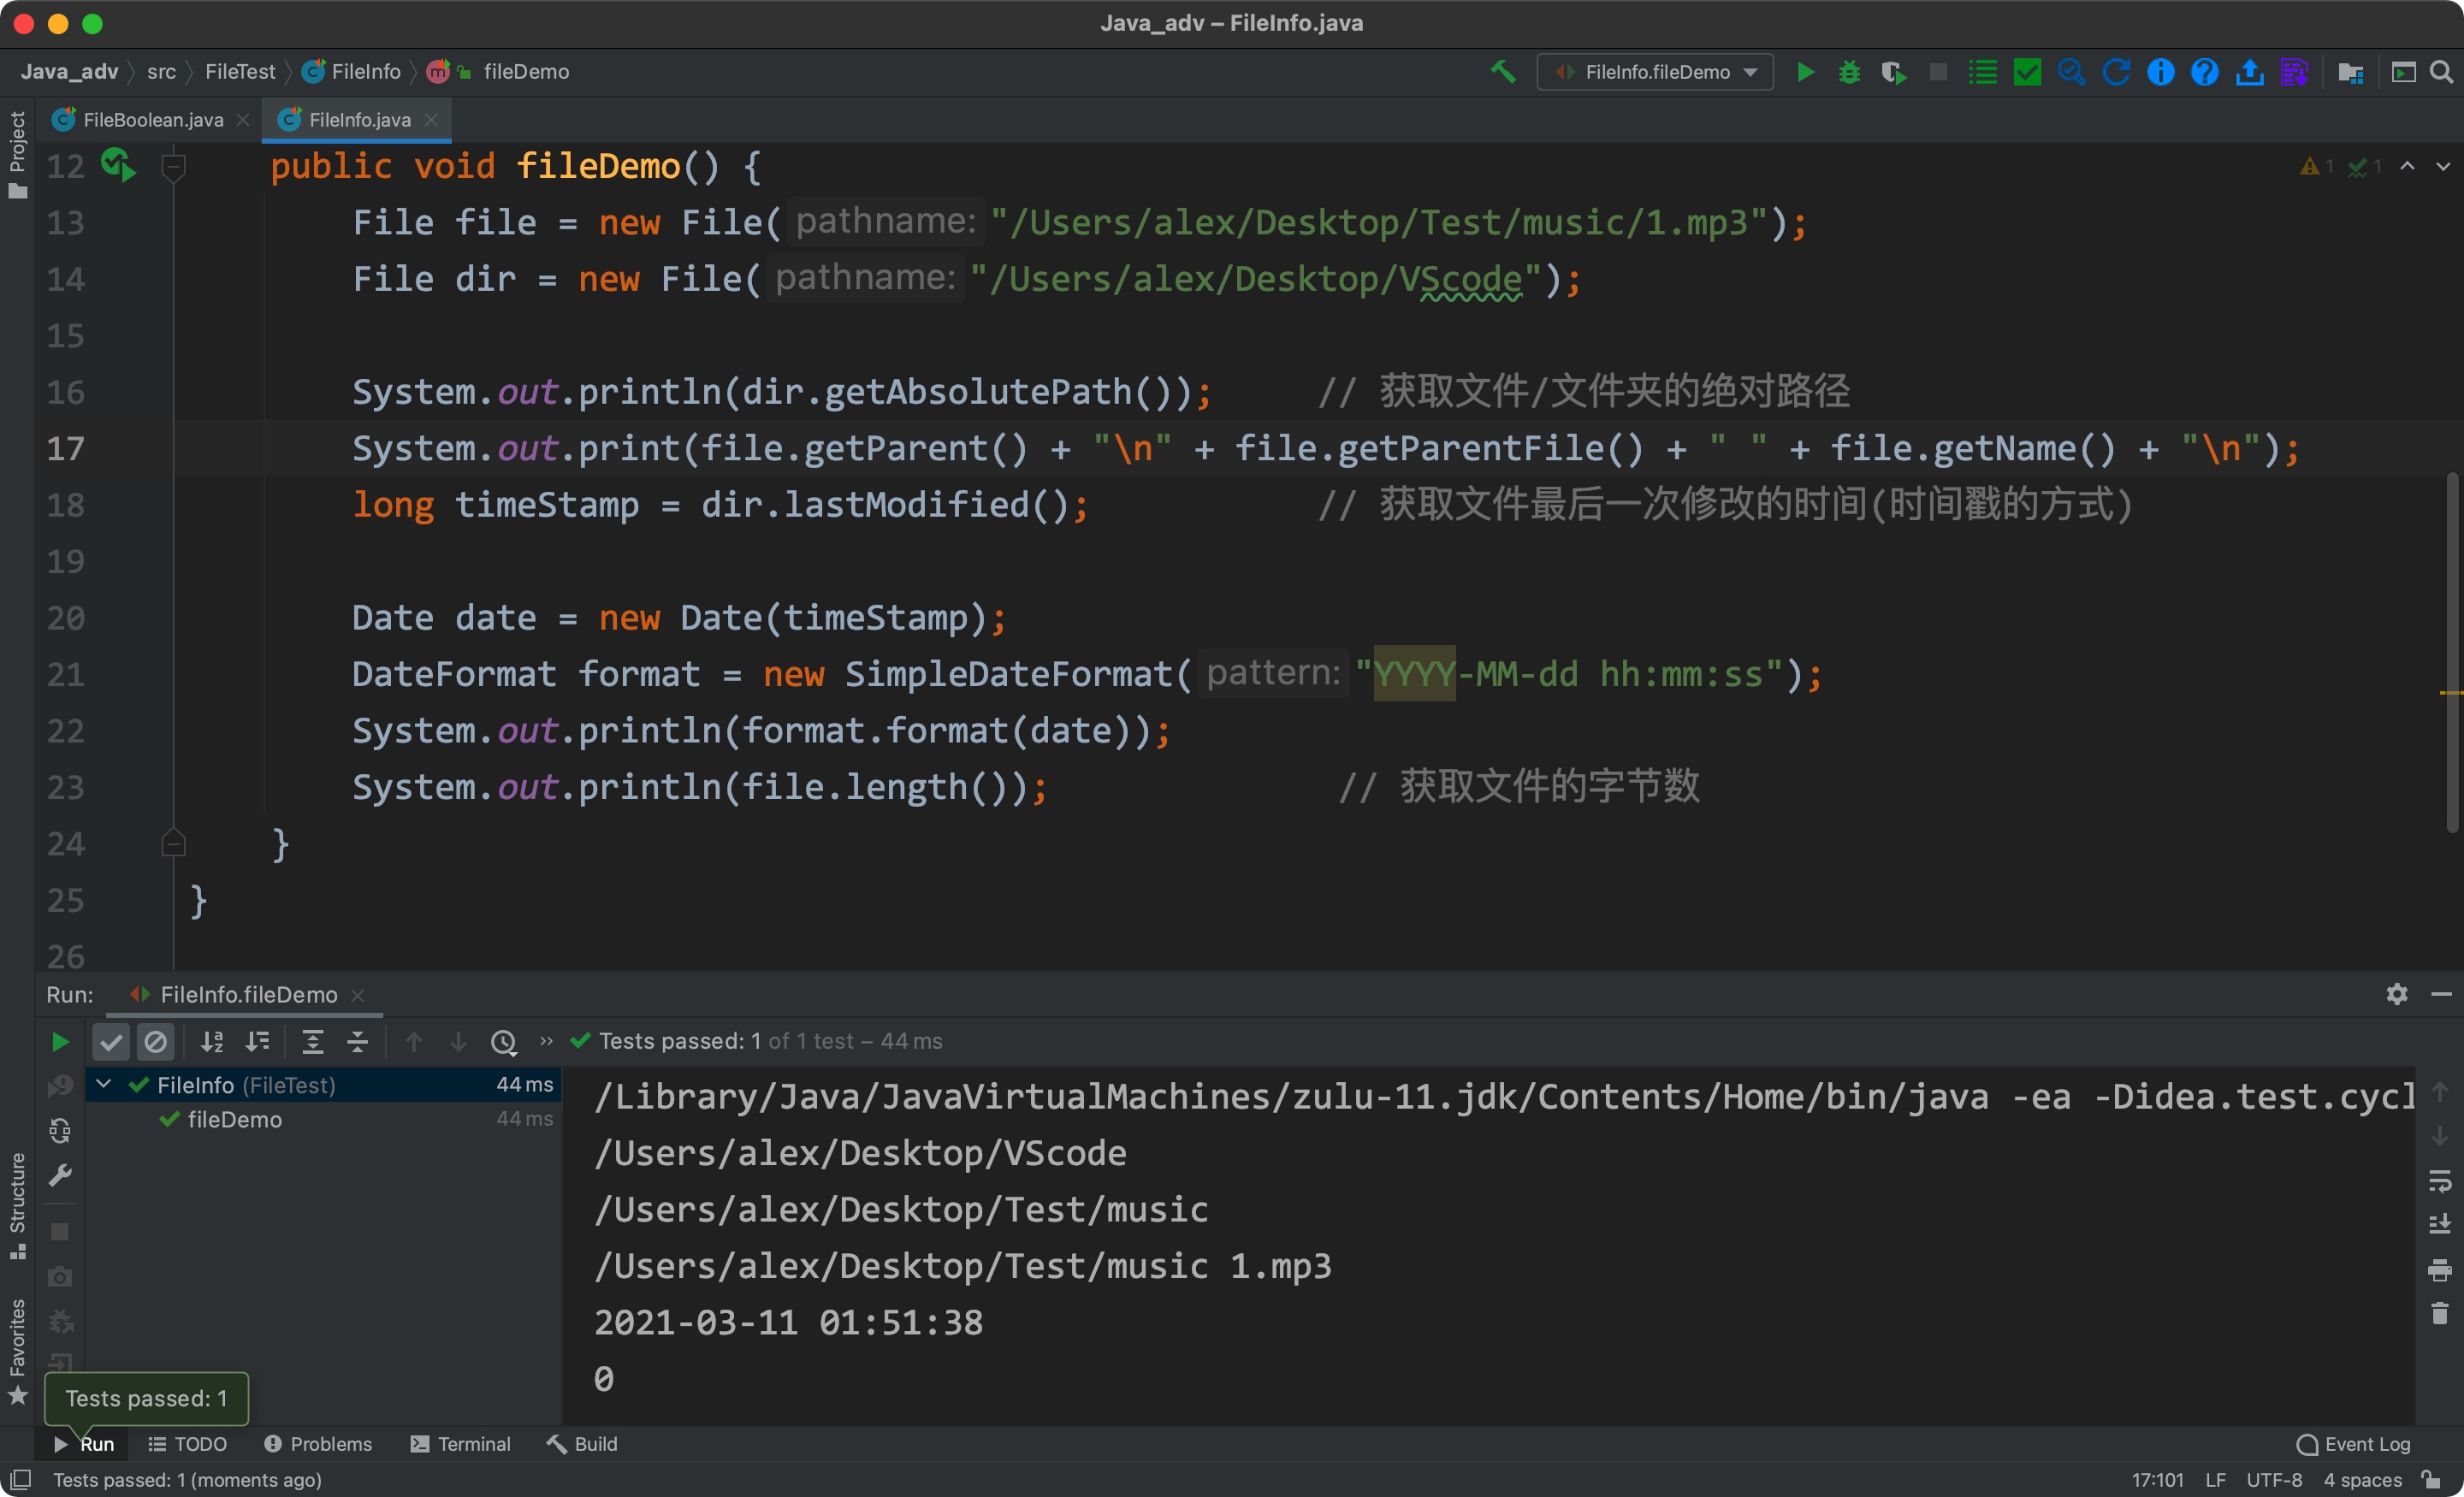 Java_adv – FileInfo.java
Java_adv src FileTest FileInfo fileDemo
FileInfo.fileDemo
Project
FileBoolean.java FileInfo.java
12 public void fileDemo() {
1 1
13 File file = new File( pathname: "/Users/alex/Desktop/Test/music/1.mp3");
14 File dir = new File( pathname: "/Users/alex/Desktop/VScode");
15
16 System.out.println(dir.getAbsolutePath()); // 获取文件/文件夹的绝对路径
17 System.out.print(file.getParent() + "\n" + file.getParentFile() + " " + file.getName() + "\n");
18 long timeStamp = dir.lastModified(); // 获取文件最后一次修改的时间(时间戳的方式)
19
20 Date date = new Date(timeStamp);
21 DateFormat format = new SimpleDateFormat( pattern: "YYYY-MM-dd hh:mm:ss");
22 System.out.println(format.format(date));
23 System.out.println(file.length()); // 获取文件的字节数
24 }
25 }
26
Run: FileInfo.fileDemo
Tests passed: 1 of 1 test – 44 ms
FileInfo (FileTest) 44 ms
fileDemo 44 ms
/Library/Java/JavaVirtualMachines/zulu-11.jdk/Contents/Home/bin/java -ea -Didea.test.cycl
/Users/alex/Desktop/VScode
/Users/alex/Desktop/Test/music
/Users/alex/Desktop/Test/music 1.mp3
2021-03-11 01:51:38
0
Structure
Favorites
Tests passed: 1
Run TODO Problems Terminal Build Event Log
Tests passed: 1 (moments ago) 17:101 LF UTF-8 4 spaces